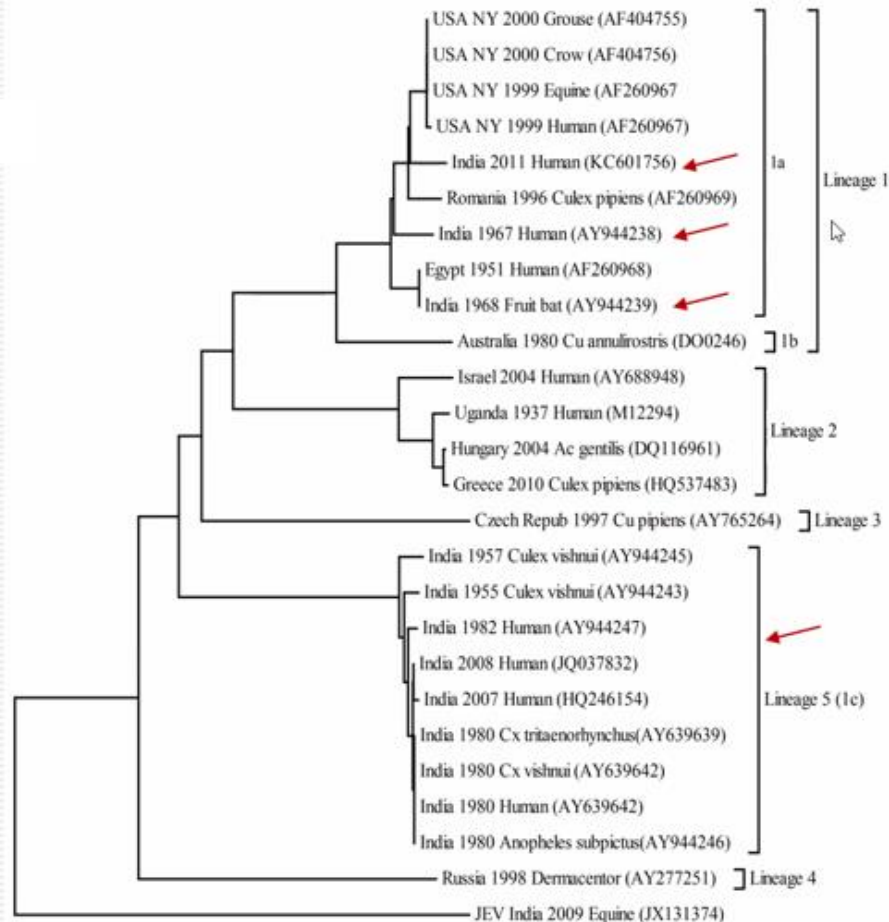 USA NY 2000 Grouse (AF404755)
USA NY 2000 Crow (AF404756)
USA NY 1999 Equine (AF260967
USA NY 1999 Human (AF260967)
India 2011 Human (KC601756)
1a
Lineage 1
Romania 1996 Culex pipiens (AF260969)
India 1967 Human (AY944238)
Egypt 1951 Human (AF260968)
India 1968 Fruit bat (AY944239)
Australia 1980 Cu annulirostris (DO0246)
1b
Israel 2004 Human (AY688948)
Uganda 1937 Human (M12294)
Lineage 2
Hungary 2004 Ac gentilis (DQ116961)
Greece 2010 Culex pipiens (HQ537483)
Czech Repub 1997 Cu pipiens (AY765264)
Lineage 3
India 1957 Culex vishnui (AY944245)
India 1955 Culex vishnui (AY944243)
India 1982 Human (AY944247)
India 2008 Human (JQ037832)
India 2007 Human (HQ246154)
Lineage 5 (1c)
India 1980 Cx tritaenorhynchus(AY639639)
India 1980 Cx vishnui (AY639642)
India 1980 Human (AY639642)
India 1980 Anopheles subpictus(AY944246)
Russia 1998 Dermacentor (AY277251)
Lineage 4
JEV India 2009 Equine (JX131374)